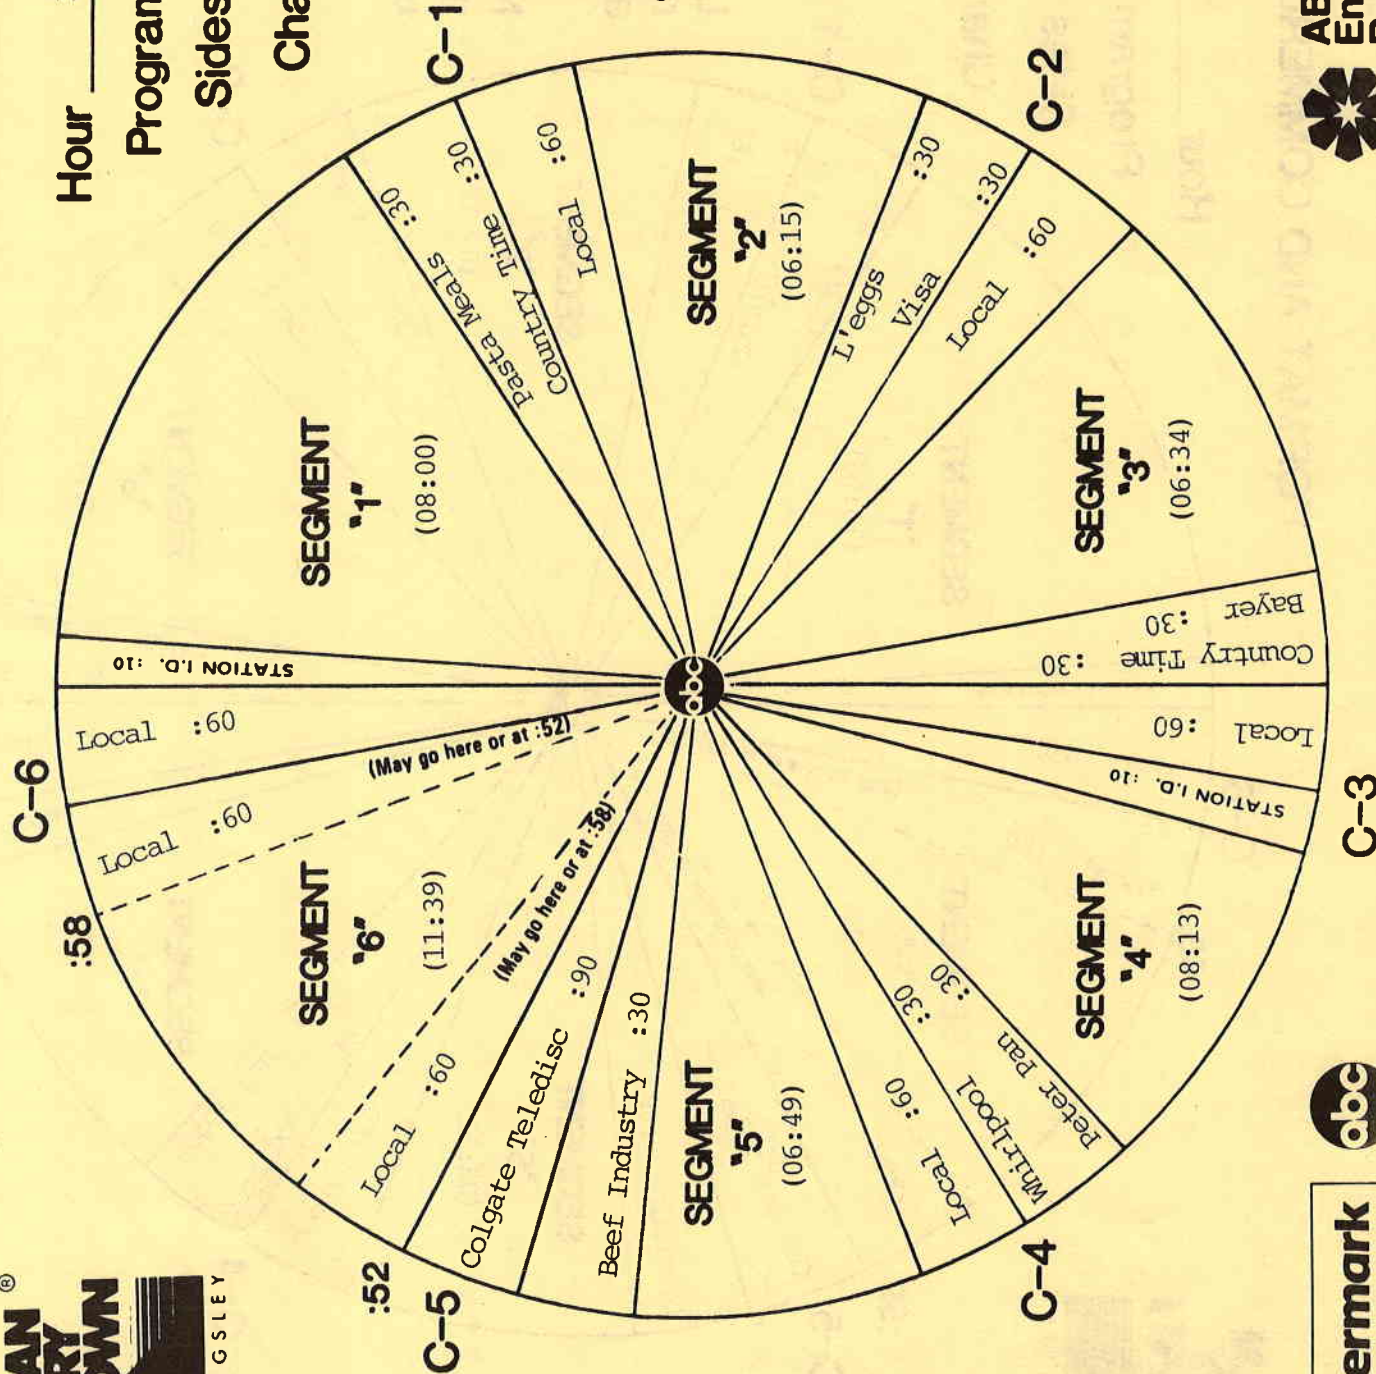 Hour
Program
Sides
Cha
C-1
Pasta Meals :30
Country Time :30
Local :60
SEGMENT
"1"
(08:00)
SEGMENT
"2"
(06:15)
L'eggs :30
Visa :30
C-2
Local :60
SEGMENT
"3"
(06:34)
Bayer :30
Country Time :30
C-3
Local :60
STATION I.D. :10
SEGMENT
"4"
(08:13)
Peter Pan :30
Whirlpool :30
C-4
Local :60
SEGMENT
"5"
(06:49)
Beef Industry :30
Colgate Teledisc :90
C-5
:52
Local :60
(May go here or at :58)
SEGMENT
"6"
(11:39)
:58
(May go here or at :52)
Local :60
C-6
Local :60
STATION I.D. :10
abc
AB
En
abc
ermark
AN
RY
OWN
®
GSLEY